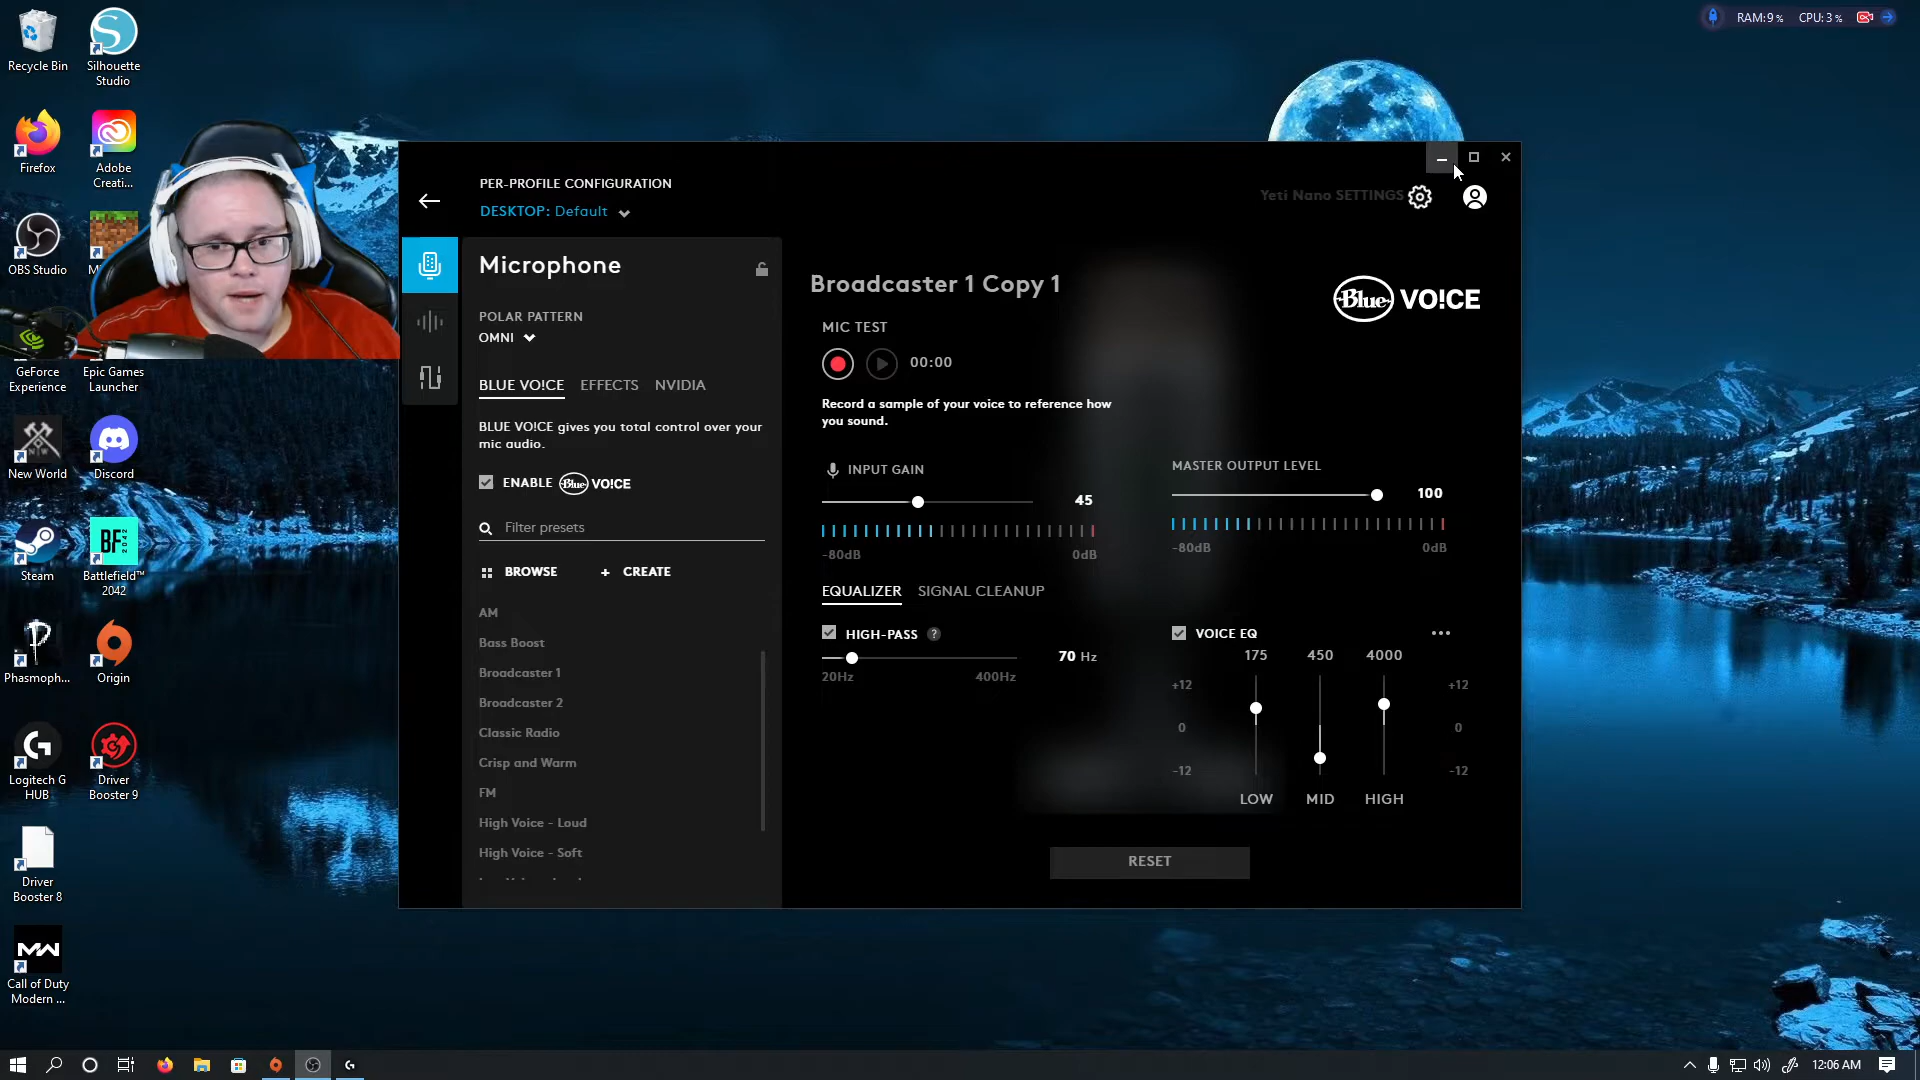 RAM:9% CPU:3%
Recycle Bin
Silhouette
Studio
Firefox
Adobe
Creati...
OBS Studio
GeForce
Experience
Epic Games
Launcher
New World
Discord
Steam
Battlefield™
2042
Phasmoph...
Origin
Logitech G
HUB
Driver
Booster 9
Driver
Booster 8
Call of Duty
Modern ...
PER-PROFILE CONFIGURATION
DESKTOP: Default
Yeti Nano SETTINGS
Microphone
POLAR PATTERN
OMNI
BLUE VO!CE EFFECTS NVIDIA
BLUE VO!CE gives you total control over your
mic audio.
ENABLE Blue VO!CE
Filter presets
BROWSE + CREATE
AM
Bass Boost
Broadcaster 1
Broadcaster 2
Classic Radio
Crisp and Warm
FM
High Voice - Loud
High Voice - Soft
Broadcaster 1 Copy 1
Blue VO!CE
MIC TEST
00:00
Record a sample of your voice to reference how
you sound.
INPUT GAIN
45
-80dB 0dB
MASTER OUTPUT LEVEL
100
-80dB 0dB
EQUALIZER SIGNAL CLEANUP
HIGH-PASS ?
70 Hz
20Hz 400Hz
VOICE EQ
175 450 4000
+12 +12
0 0
-12 -12
LOW MID HIGH
RESET
BF
2042
MW
12:06 AM